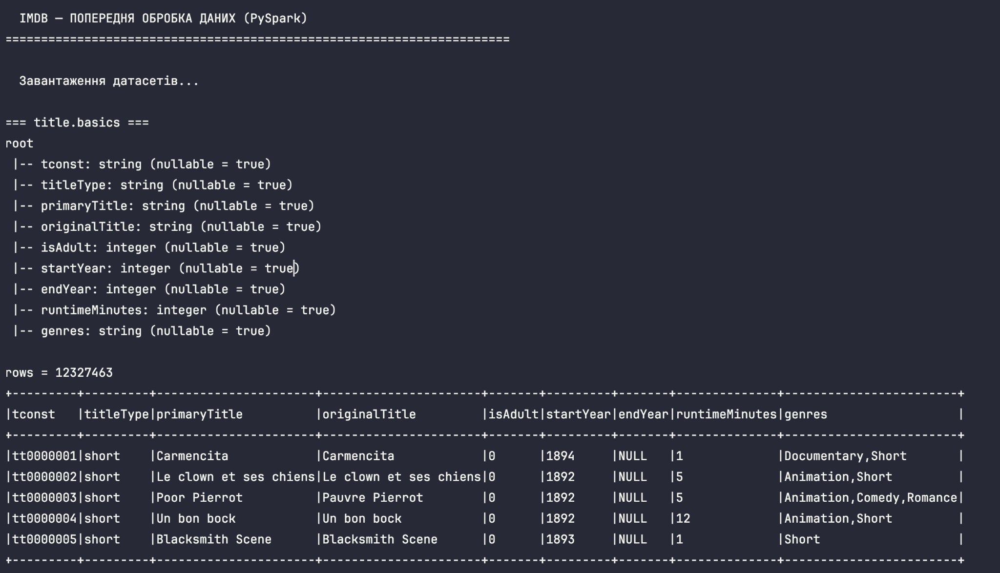 IMDB — ПОПЕРЕДНЯ ОБРОБКА ДАНИХ (PySpark)
======================================================================
Завантаження датасетів...
=== title.basics ===
root
 |-- tconst: string (nullable = true)
 |-- titleType: string (nullable = true)
 |-- primaryTitle: string (nullable = true)
 |-- originalTitle: string (nullable = true)
 |-- isAdult: integer (nullable = true)
 |-- startYear: integer (nullable = true)
 |-- endYear: integer (nullable = true)
 |-- runtimeMinutes: integer (nullable = true)
 |-- genres: string (nullable = true)
rows = 12327463
+---------+---------+----------------------+----------------------+-------+---------+-------+--------------+------------------------+
|tconst   |titleType|primaryTitle          |originalTitle         |isAdult|startYear|endYear|runtimeMinutes|genres                  |
+---------+---------+----------------------+----------------------+-------+---------+-------+--------------+------------------------+
|tt0000001|short    |Carmencita            |Carmencita            |0      |1894     |NULL   |1             |Documentary,Short       |
|tt0000002|short    |Le clown et ses chiens|Le clown et ses chiens|0      |1892     |NULL   |5             |Animation,Short         |
|tt0000003|short    |Poor Pierrot          |Pauvre Pierrot        |0      |1892     |NULL   |5             |Animation,Comedy,Romance|
|tt0000004|short    |Un bon bock           |Un bon bock           |0      |1892     |NULL   |12            |Animation,Short         |
|tt0000005|short    |Blacksmith Scene      |Blacksmith Scene      |0      |1893     |NULL   |1             |Short                   |
+---------+---------+----------------------+----------------------+-------+---------+-------+--------------+------------------------+